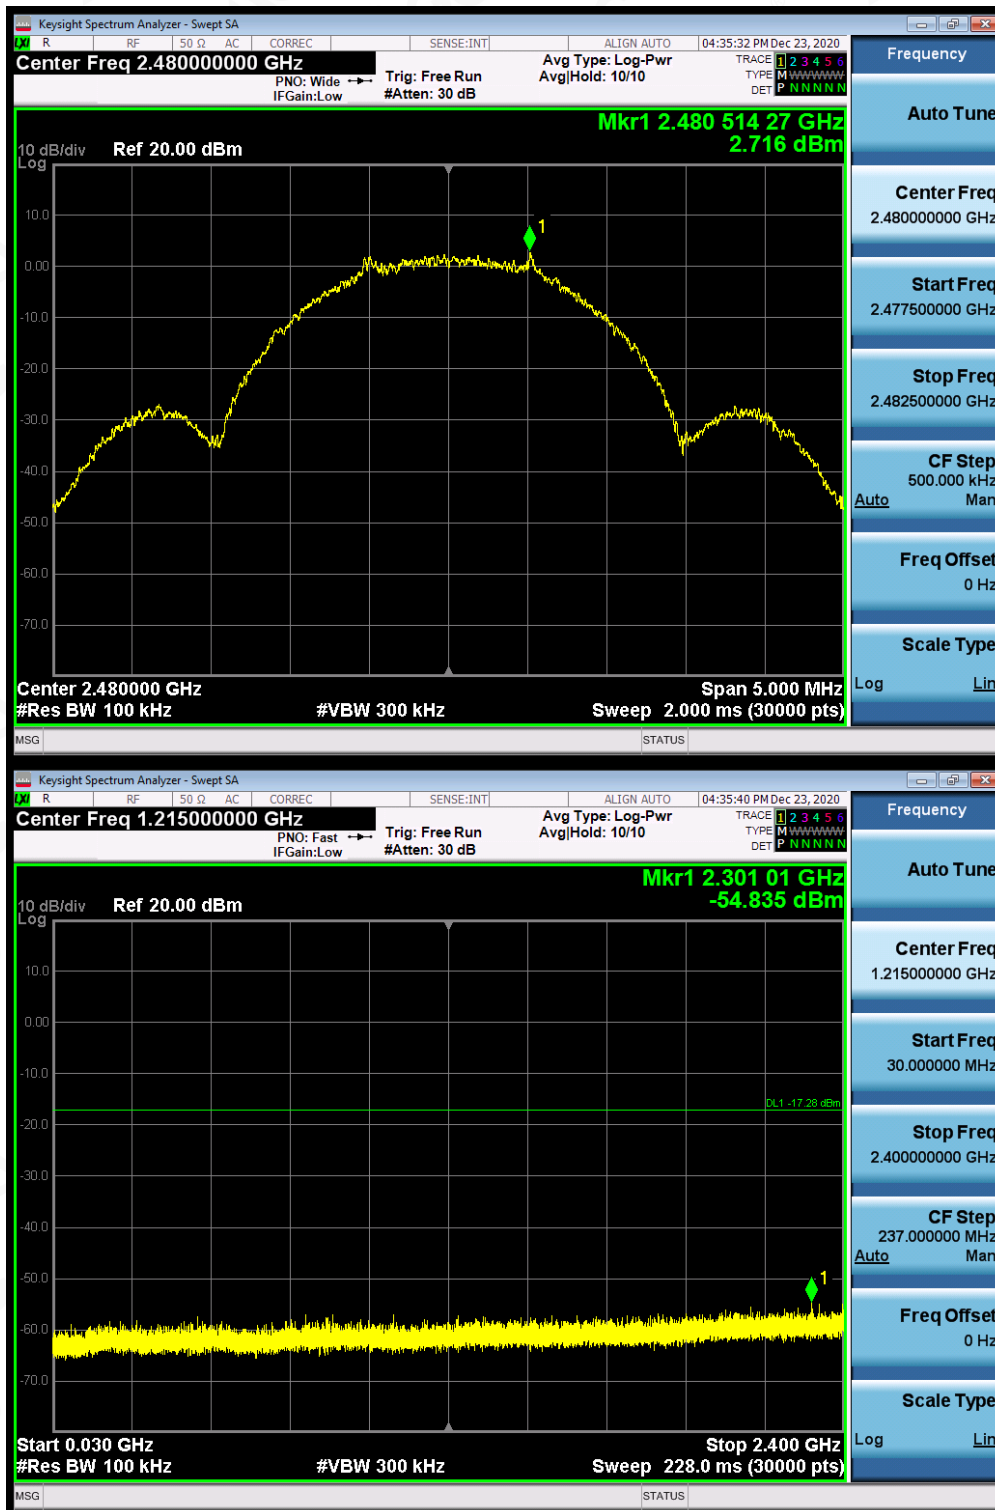 Keysight Spectrum Analyzer - Swept SA
LXI R RF 50 Ω AC CORREC SENSE:INT ALIGN AUTO 04:35:32 PM Dec 23, 2020
Center Freq 2.480000000 GHz
PNO: Wide
IFGain:Low
Trig: Free Run
#Atten: 30 dB
Avg Type: Log-Pwr
Avg|Hold: 10/10
TRACE 1 2 3 4 5 6
TYPE M WWWWW
DET P N N N N N
Mkr1 2.480 514 27 GHz
2.716 dBm
10 dB/div Ref 20.00 dBm
Log
10.0
1
0.00
-10.0
-20.0
-30.0
-40.0
-50.0
-60.0
-70.0
Center 2.480000 GHz Span 5.000 MHz
#Res BW 100 kHz #VBW 300 kHz Sweep 2.000 ms (30000 pts)
MSG STATUS
Frequency
Auto Tune
Center Freq
2.480000000 GHz
Start Freq
2.477500000 GHz
Stop Freq
2.482500000 GHz
CF Step
500.000 kHz
Auto Man
Freq Offset
0 Hz
Scale Type
Log Lin
Keysight Spectrum Analyzer - Swept SA
LXI R RF 50 Ω AC CORREC SENSE:INT ALIGN AUTO 04:35:40 PM Dec 23, 2020
Center Freq 1.215000000 GHz
PNO: Fast
IFGain:Low
Trig: Free Run
#Atten: 30 dB
Avg Type: Log-Pwr
Avg|Hold: 10/10
TRACE 1 2 3 4 5 6
TYPE M WWWWW
DET P N N N N N
Mkr1 2.301 01 GHz
-54.835 dBm
10 dB/div Ref 20.00 dBm
Log
10.0
0.00
-10.0
DL1 -17.28 dBm
-20.0
-30.0
-40.0
-50.0
1
-60.0
-70.0
Start 0.030 GHz Stop 2.400 GHz
#Res BW 100 kHz #VBW 300 kHz Sweep 228.0 ms (30000 pts)
MSG STATUS
Frequency
Auto Tune
Center Freq
1.215000000 GHz
Start Freq
30.000000 MHz
Stop Freq
2.400000000 GHz
CF Step
237.000000 MHz
Auto Man
Freq Offset
0 Hz
Scale Type
Log Lin